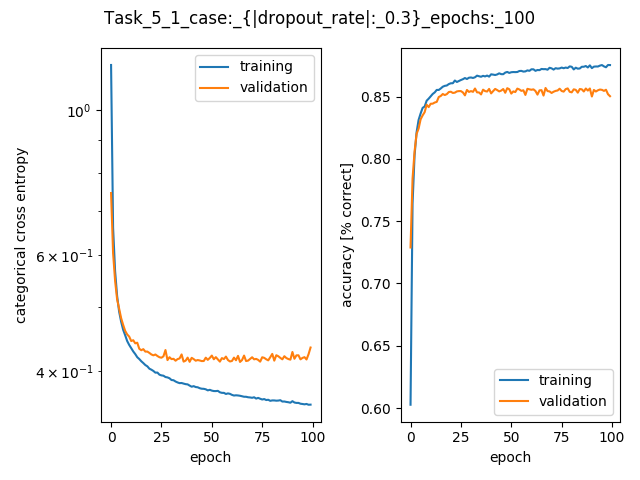 Task_5_1_case:_{|dropout_rate|:_0.3}_epochs:_100
categorical cross entropy
10⁰
6 × 10⁻¹
4 × 10⁻¹
training
validation
0 25 50 75 100
epoch
accuracy [% correct]
0.85
0.80
0.75
0.70
0.65
0.60
training
validation
0 25 50 75 100
epoch